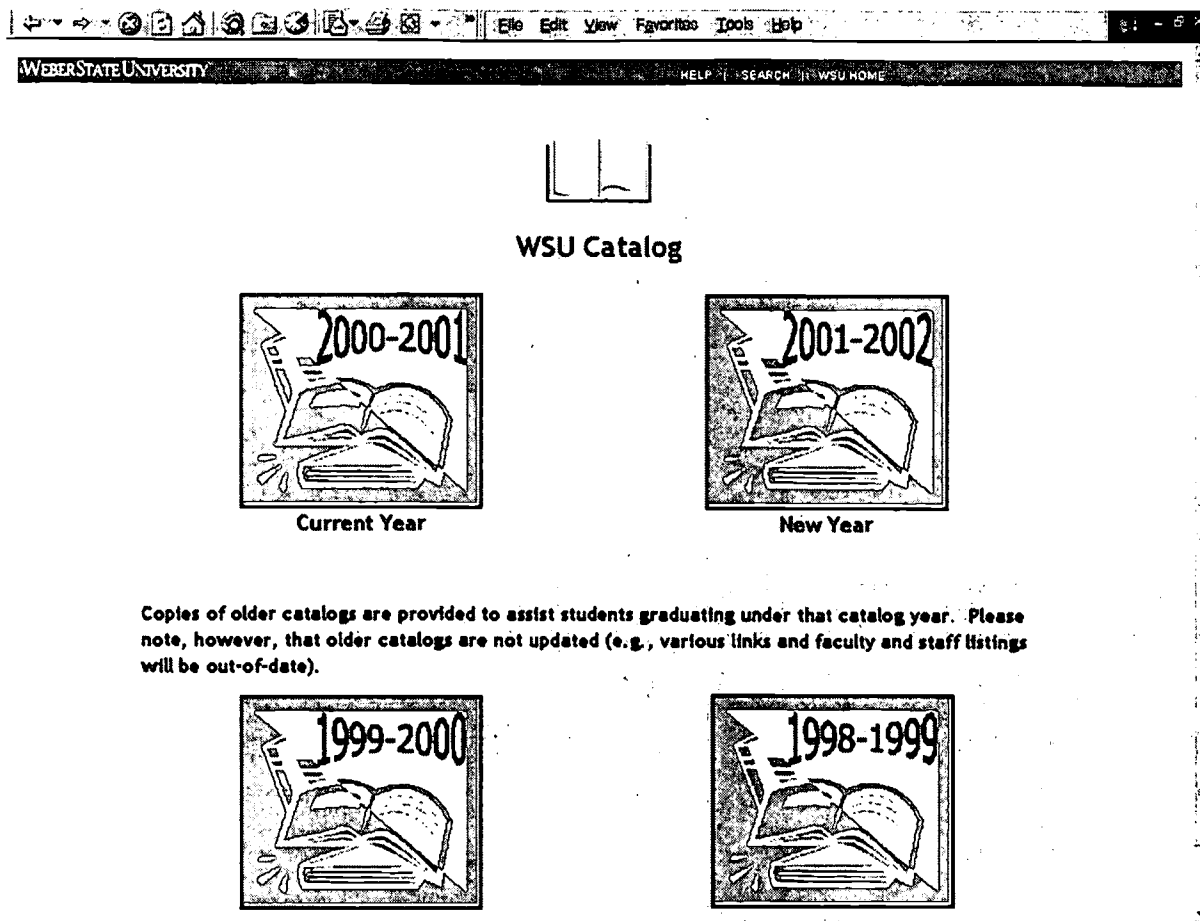 File Edit View Favorites Tools Help
WEBER STATE UNIVERSITY HELP | SEARCH | WSU HOME
WSU Catalog
2000-2001 2001-2002
Current Year New Year
Copies of older catalogs are provided to assist students graduating under that catalog year. Please
note, however, that older catalogs are not updated (e.g., various links and faculty and staff listings
will be out-of-date).
1999-2000 1998-1999